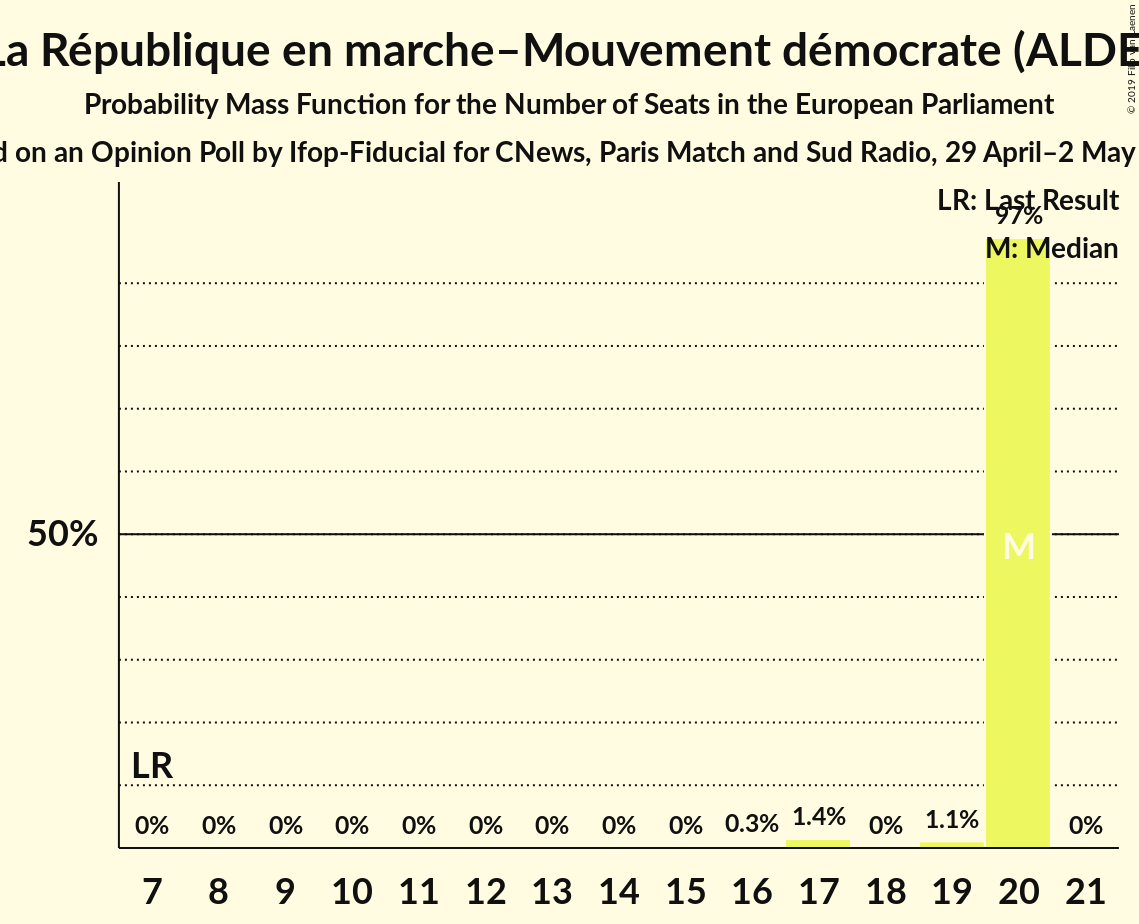 La République en marche–Mouvement démocrate (ALDE
Probability Mass Function for the Number of Seats in the European Parliament
on an Opinion Poll by Ifop-Fiducial for CNews, Paris Match and Sud Radio, 29 April–2 May
LR: Last Result
97%
M: Median
50%
M
LR
0% 0% 0% 0% 0% 0% 0% 0% 0% 0.3% 1.4% 0% 1.1% 0%
7 8 9 10 11 12 13 14 15 16 17 18 19 20 21
© 2019